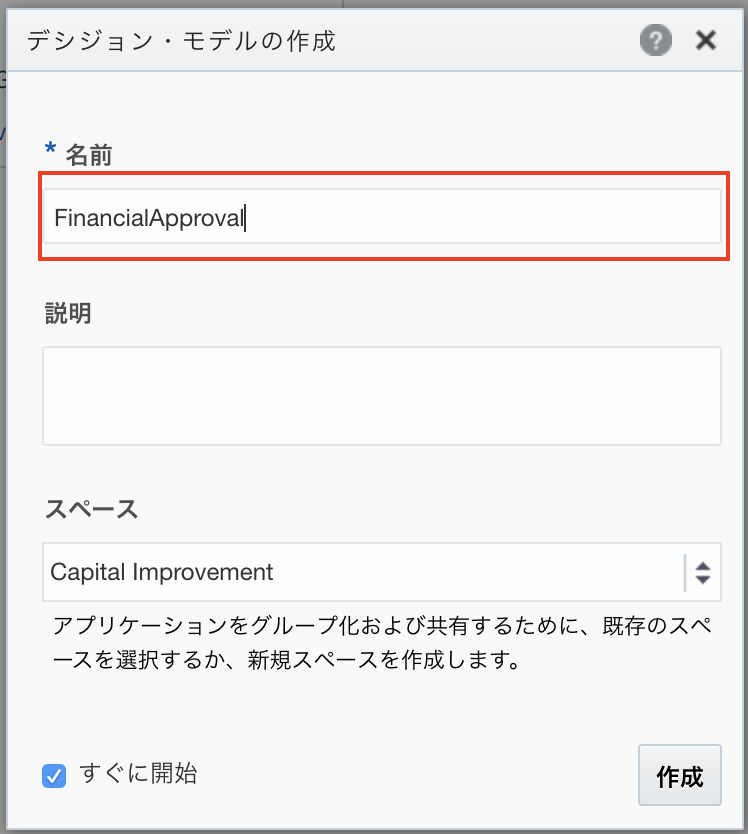 デシジョン・モデルの作成
?
* 名前
FinancialApproval
説明
スペース
Capital Improvement
アプリケーションをグループ化および共有するために、既存のスペ
ースを選択するか、新規スペースを作成します。
すぐに開始
作成